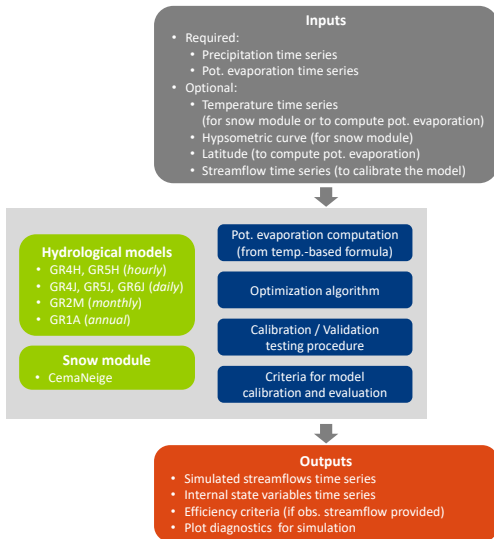 Inputs
• Required:
• Precipitation time series
• Pot. evaporation time series
• Optional:
• Temperature time series
(for snow module or to compute pot. evaporation)
• Hypsometric curve (for snow module)
• Latitude (to compute pot. evaporation)
• Streamflow time series (to calibrate the model)
Hydrological models
• GR4H, GR5H (hourly)
• GR4J, GR5J, GR6J (daily)
• GR2M (monthly)
• GR1A (annual)
Snow module
• CemaNeige
Pot. evaporation computation
(from temp.-based formula)
Optimization algorithm
Calibration / Validation
testing procedure
Criteria for model
calibration and evaluation
Outputs
• Simulated streamflows time series
• Internal state variables time series
• Efficiency criteria (if obs. streamflow provided)
• Plot diagnostics for simulation